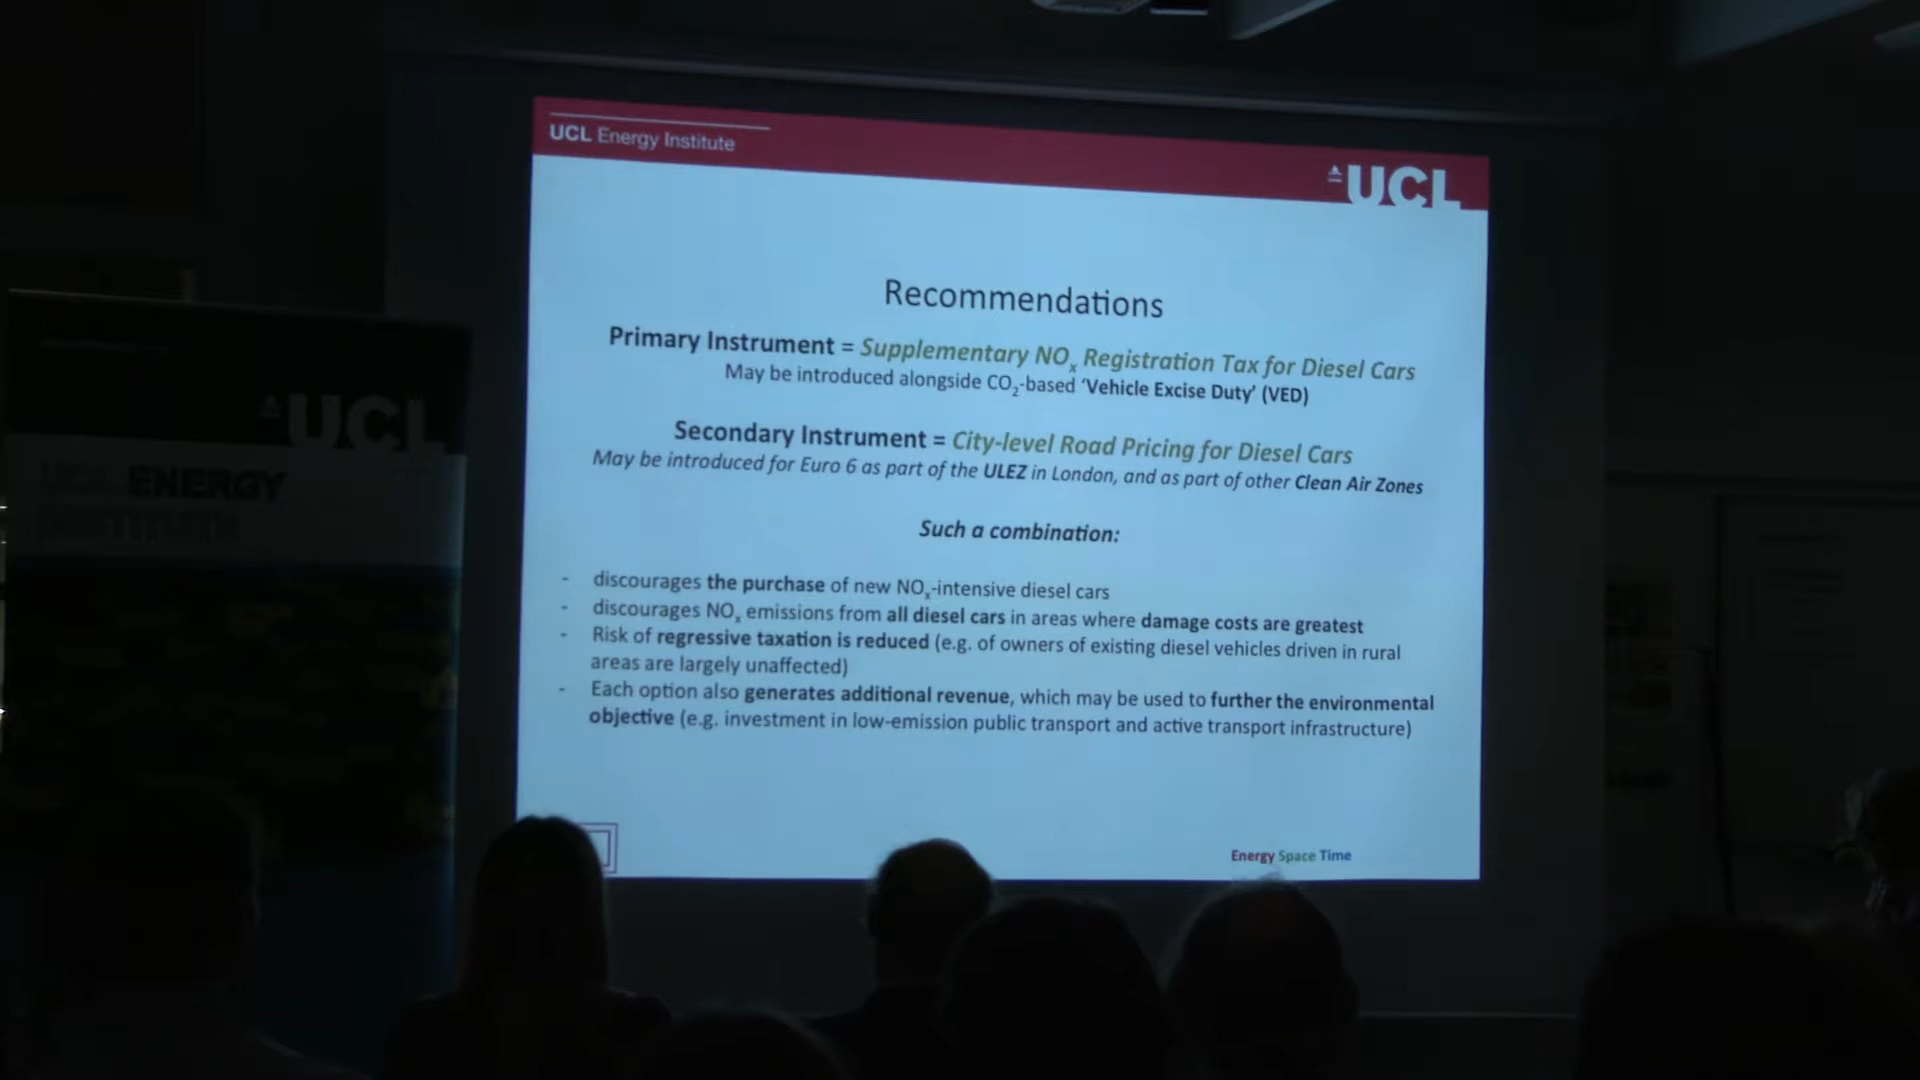 UCL Energy Institute
UCL
Recommendations
Primary Instrument = Supplementary NOₓ Registration Tax for Diesel Cars
May be introduced alongside CO₂-based ‘Vehicle Excise Duty’ (VED)
Secondary Instrument = City-level Road Pricing for Diesel Cars
May be introduced for Euro 6 as part of the ULEZ in London, and as part of other Clean Air Zones
Such a combination:
- discourages the purchase of new NOₓ-intensive diesel cars
- discourages NOₓ emissions from all diesel cars in areas where damage costs are greatest
- Risk of regressive taxation is reduced (e.g. of owners of existing diesel vehicles driven in rural
areas are largely unaffected)
- Each option also generates additional revenue, which may be used to further the environmental
objective (e.g. investment in low-emission public transport and active transport infrastructure)
Energy Space Time
UCL
UCL ENERGY
INSTITUTE